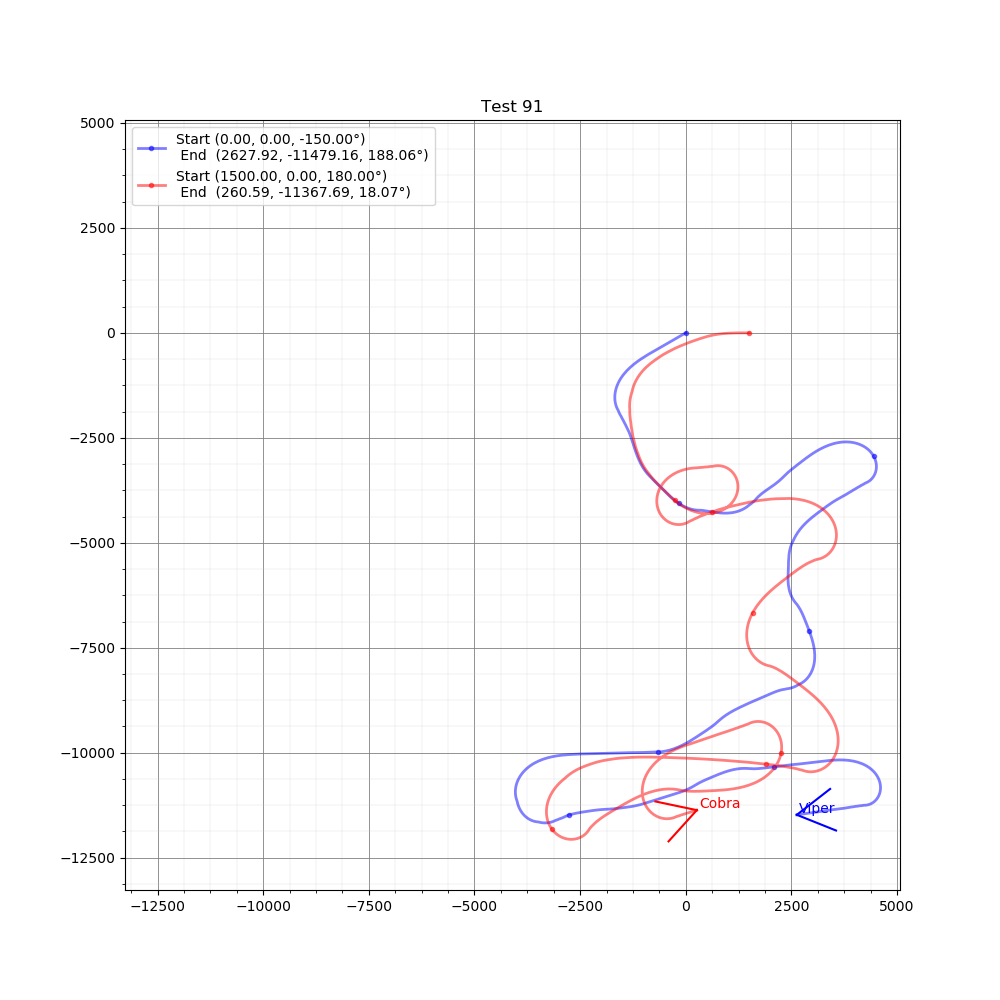 Test 91
Start (0.00, 0.00, -150.00°)
End (2627.92, -11479.16, 188.06°)
Start (1500.00, 0.00, 180.00°)
End (260.59, -11367.69, 18.07°)
5000
2500
0
−2500
−5000
−7500
−10000
−12500
Cobra
Viper
−12500 −10000 −7500 −5000 −2500 0 2500 5000